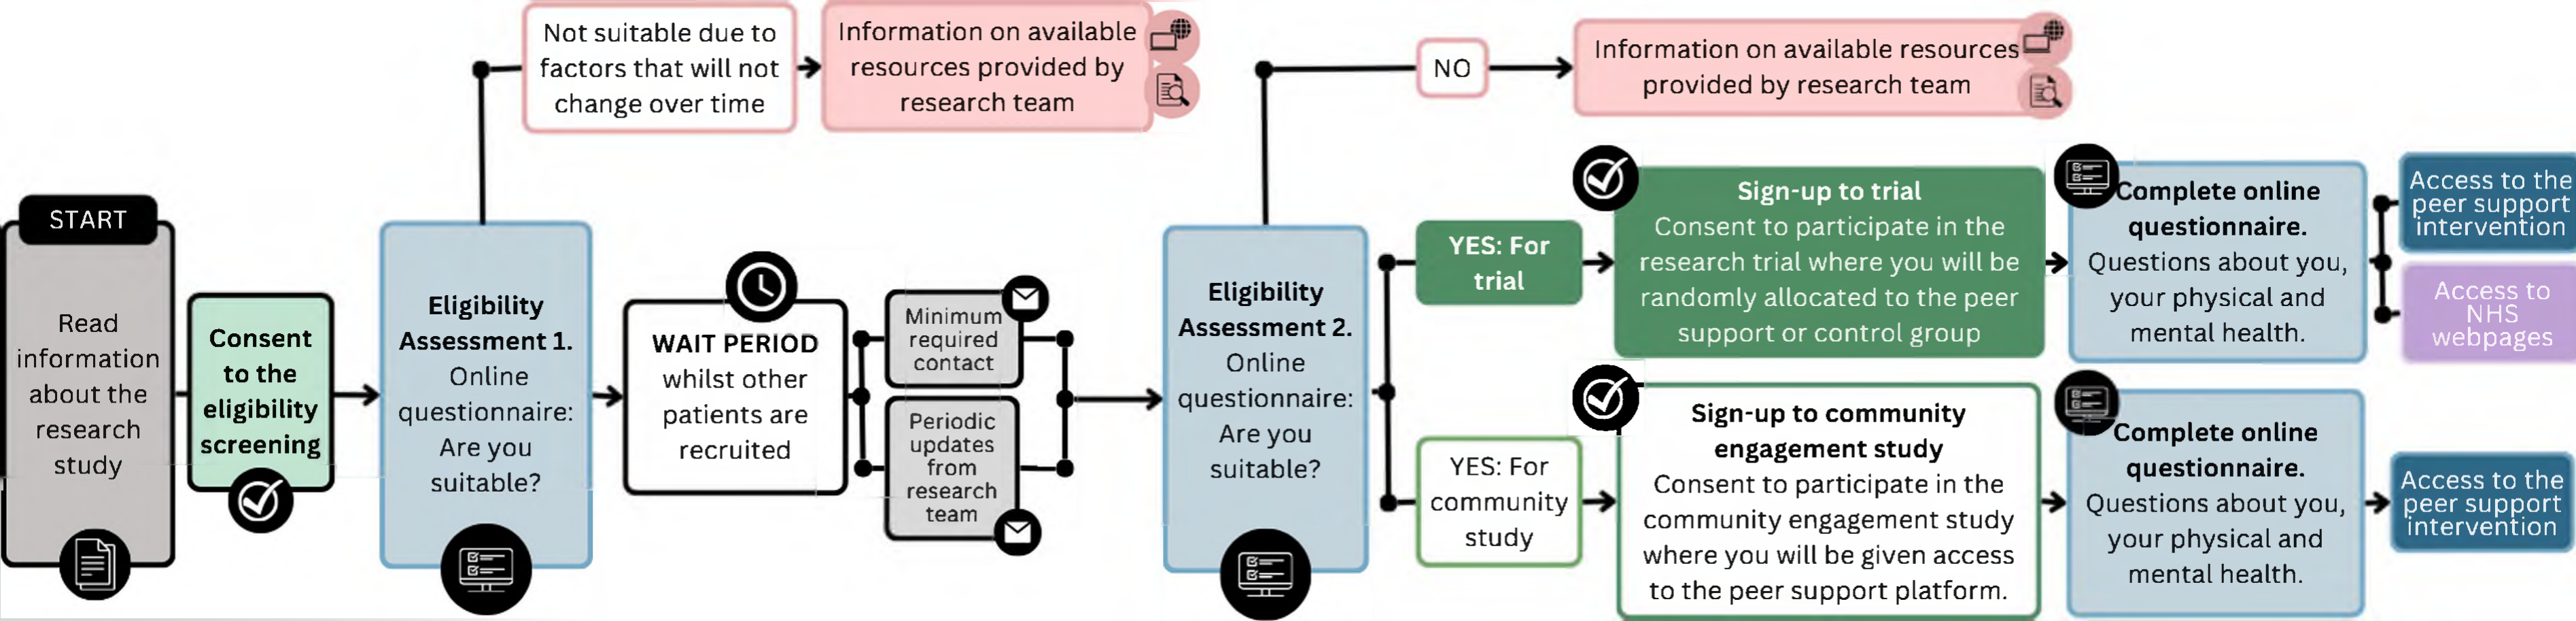 START
Read
information
about the
research
study
Consent
to the
eligibility
screening
Not suitable due to
factors that will not
change over time
Information on available
resources provided by
research team
Eligibility
Assessment 1.
Online
questionnaire:
Are you
suitable?
WAIT PERIOD
whilst other
patients are
recruited
Minimum
required
contact
Periodic
updates
from
research
team
Eligibility
Assessment 2.
Online
questionnaire:
Are you
suitable?
NO
Information on available resources
provided by research team
YES: For
trial
Sign-up to trial
Consent to participate in the
research trial where you will be
randomly allocated to the peer
support or control group
Complete online
questionnaire.
Questions about you,
your physical and
mental health.
Access to the
peer support
intervention
Access to
NHS
webpages
YES: For
community
study
Sign-up to community
engagement study
Consent to participate in the
community engagement study
where you will be given access
to the peer support platform.
Complete online
questionnaire.
Questions about you,
your physical and
mental health.
Access to the
peer support
intervention